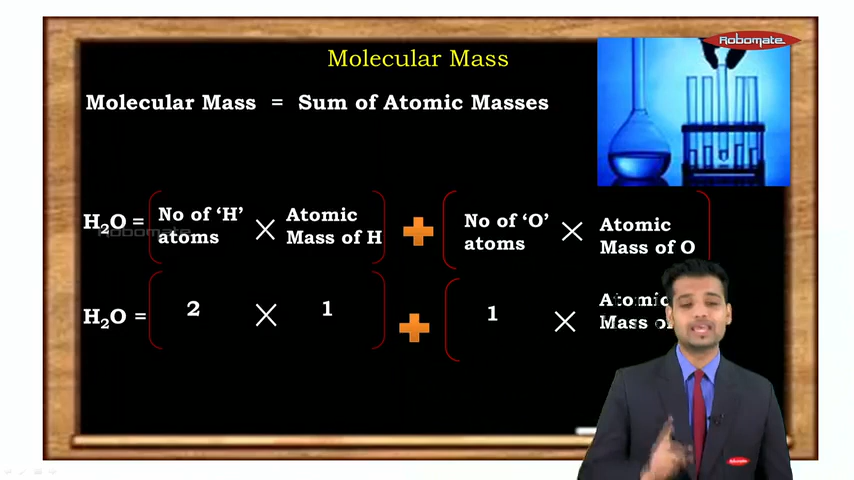 Robomate
Molecular Mass
Molecular Mass = Sum of Atomic Masses
H₂O = No of ‘H’ atoms × Atomic Mass of H + No of ‘O’ atoms × Atomic Mass of O
Robomate
H₂O = 2 × 1 + 1 × Atomic Mass of